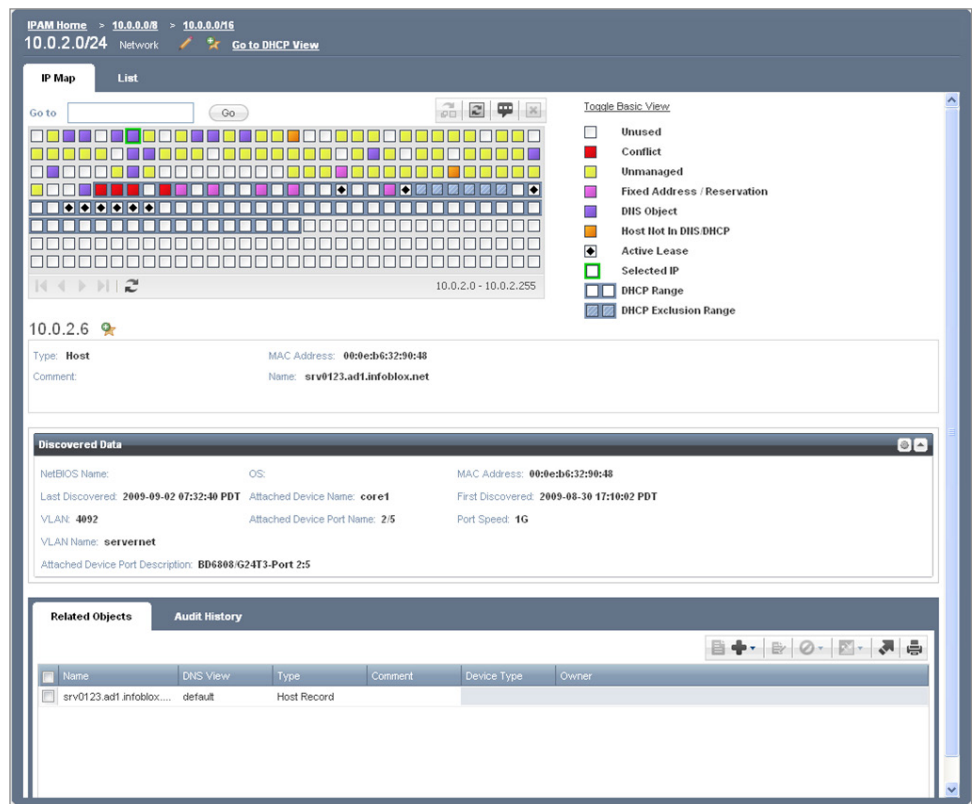 IPAM Home > 10.0.0.0/8 > 10.0.0.0/16
10.0.2.0/24 Network Go to DHCP View
IP Map List
Go to Go
10.0.2.0 - 10.0.2.255
Toggle Basic View
Unused
Conflict
Unmanaged
Fixed Address / Reservation
DNS Object
Host Not In DNS/DHCP
Active Lease
Selected IP
DHCP Range
DHCP Exclusion Range
10.0.2.6
Type: Host MAC Address: 00:0e:b6:32:90:48
Comment: Name: srv0123.ad1.infoblox.net
Discovered Data
NetBIOS Name: OS: MAC Address: 00:0e:b6:32:90:48
Last Discovered: 2009-09-02 07:32:40 PDT Attached Device Name: core1 First Discovered: 2009-08-30 17:10:02 PDT
VLAN: 4092 Attached Device Port Name: 2/5 Port Speed: 1G
VLAN Name: servernet
Attached Device Port Description: BD6808/G24T3-Port 2:5
Related Objects Audit History
Name DNS View Type Comment Device Type Owner
srv0123.ad1.infoblox.... default Host Record